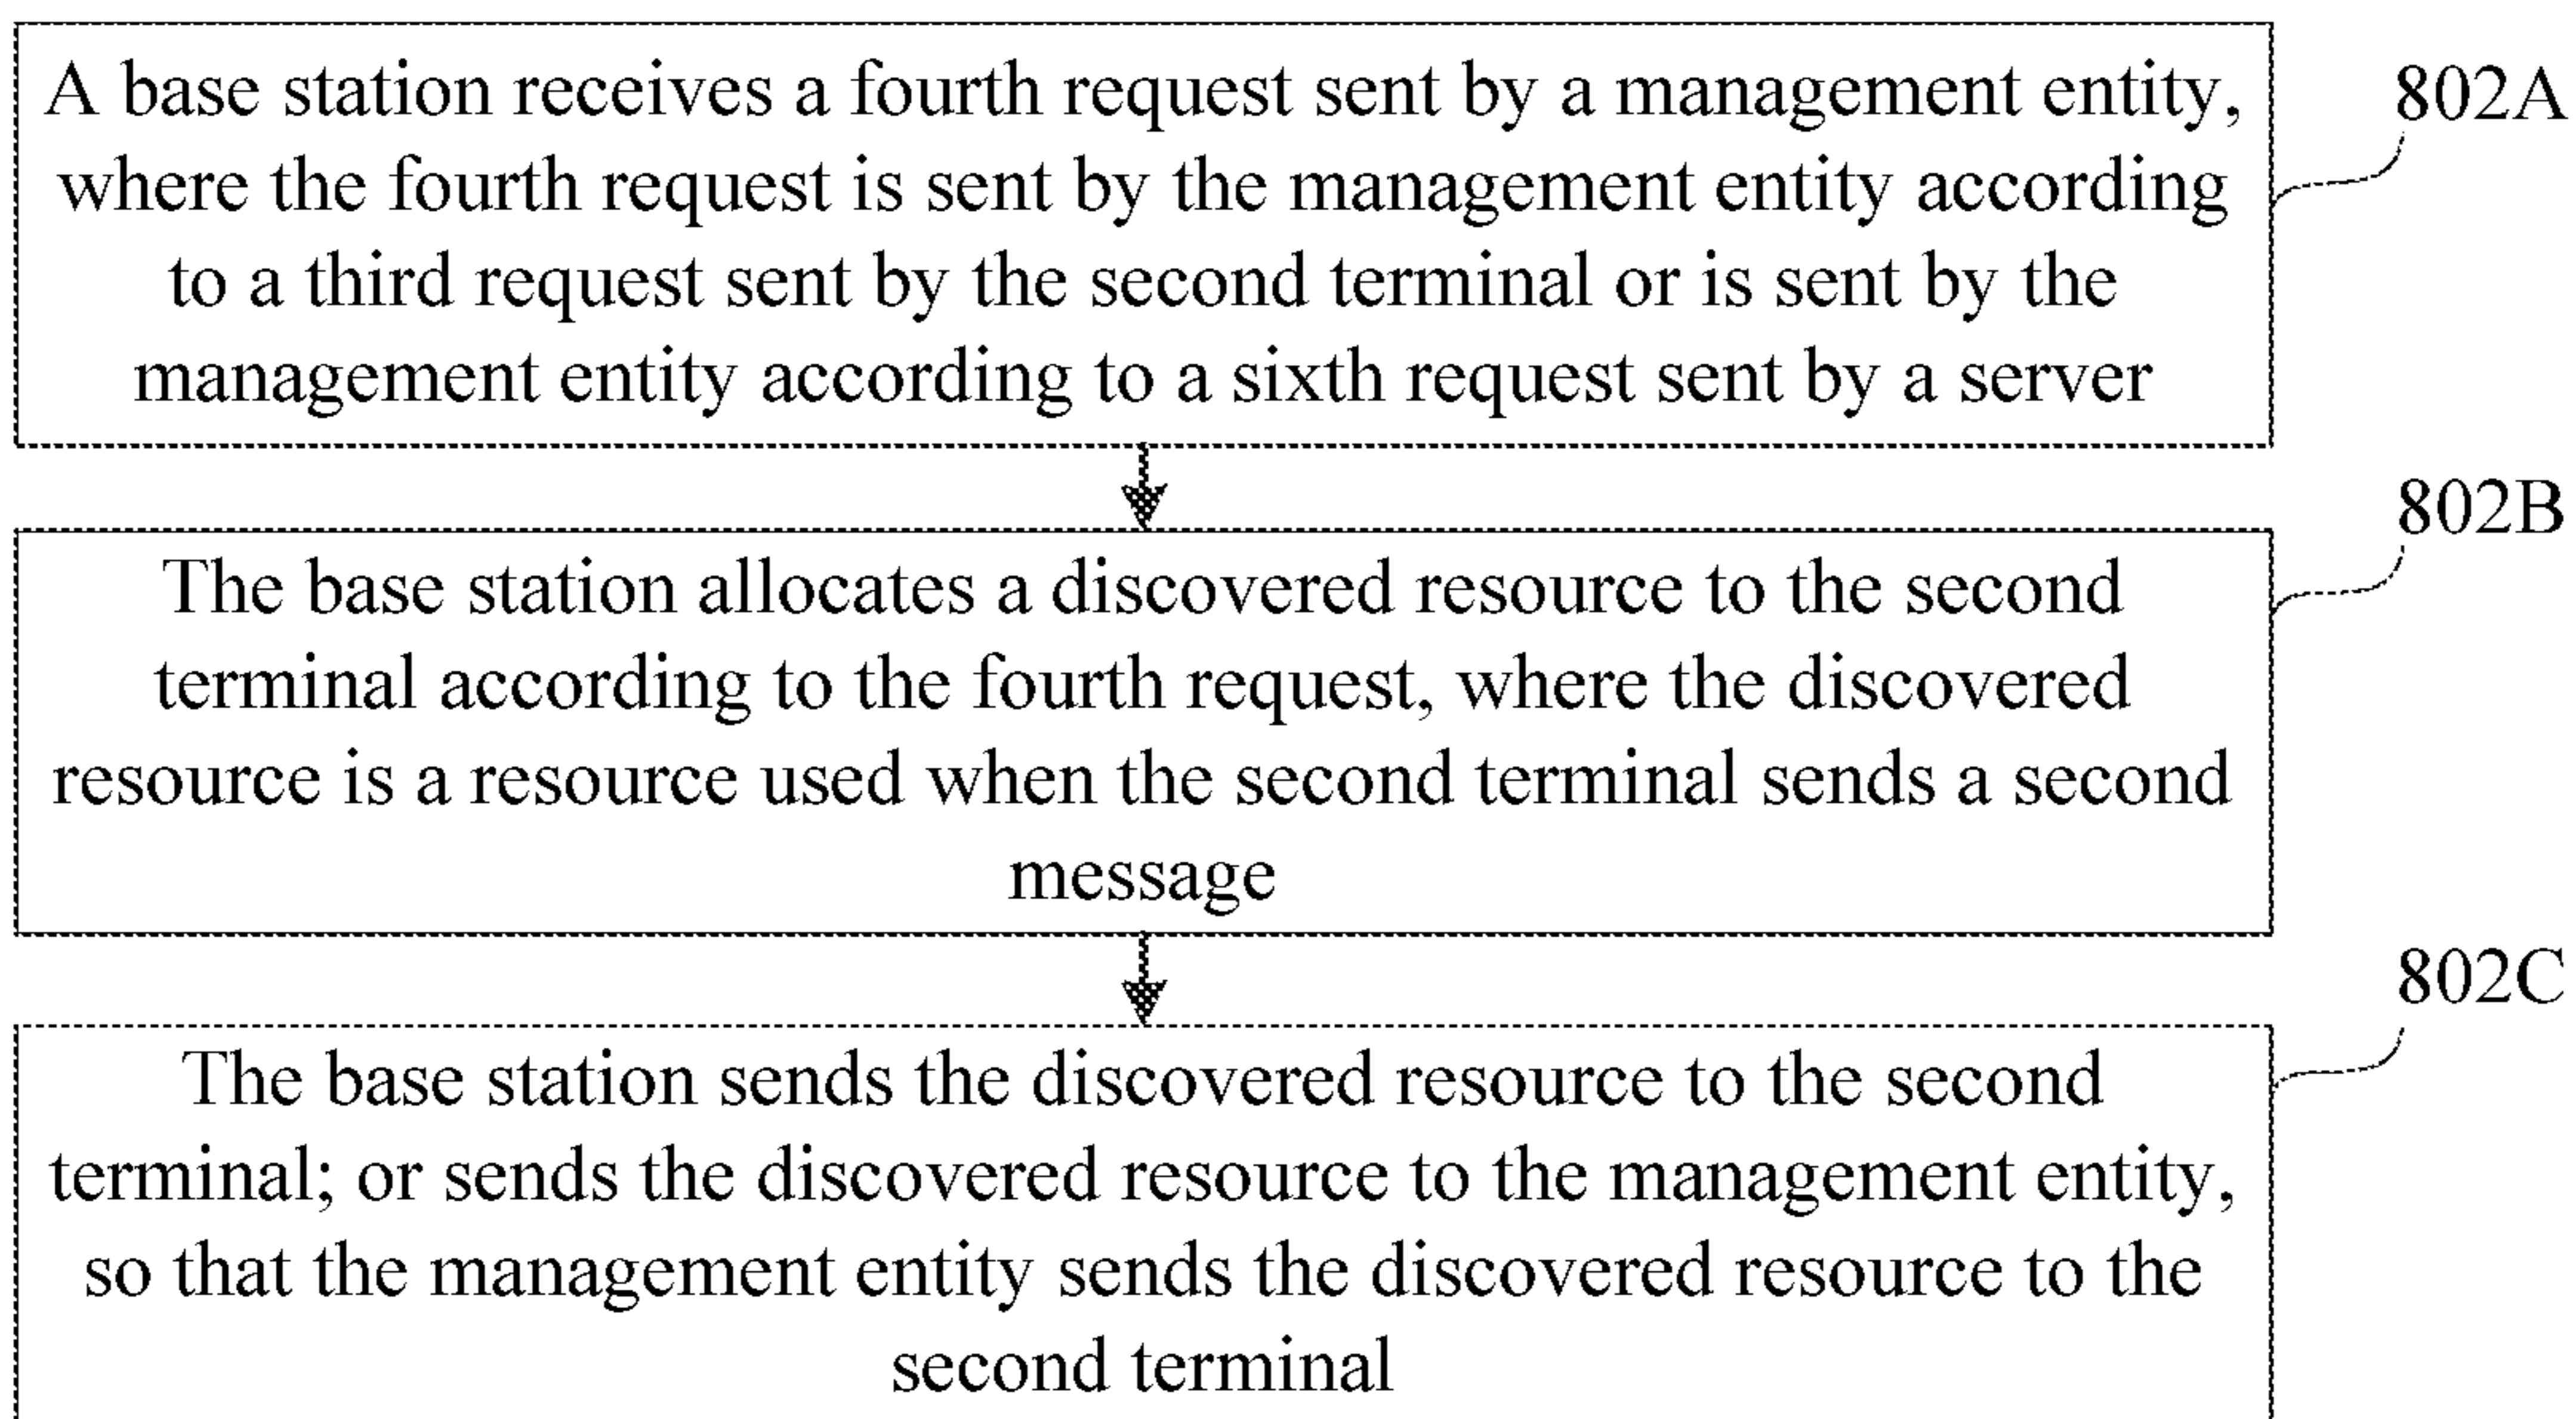 A base station receives a fourth request sent by a management entity,
where the fourth request is sent by the management entity according
to a third request sent by the second terminal or is sent by the
management entity according to a sixth request sent by a server
802A
The base station allocates a discovered resource to the second
terminal according to the fourth request, where the discovered
resource is a resource used when the second terminal sends a second
message
802B
The base station sends the discovered resource to the second
terminal; or sends the discovered resource to the management entity,
so that the management entity sends the discovered resource to the
second terminal
802C